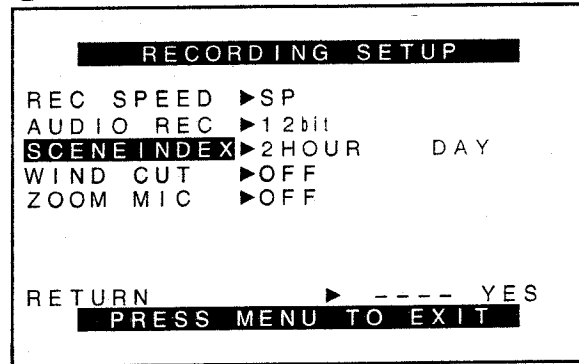 RECORDING SETUP
REC SPEED ►SP
AUDIO REC ►12bit
SCENEINDEX►2HOUR DAY
WIND CUT ►OFF
ZOOM MIC ►OFF
RETURN ► ---- YES
PRESS MENU TO EXIT